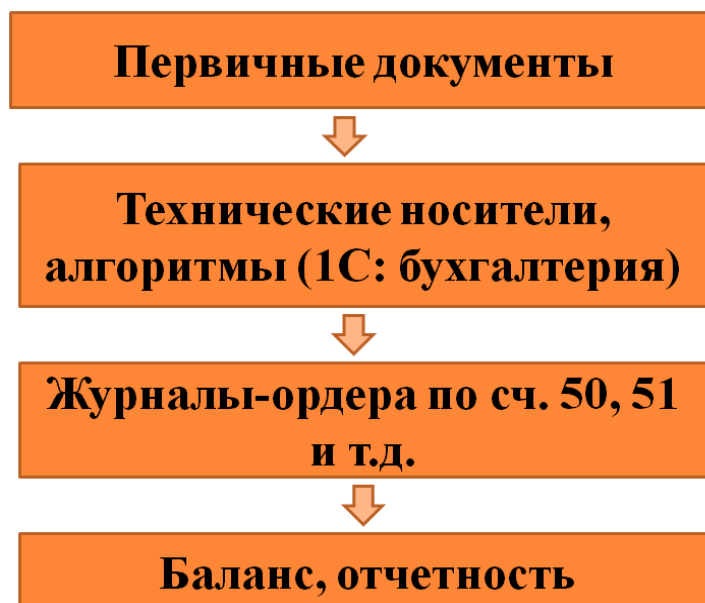 Первичные документы
Технические носители,
алгоритмы (1С: бухгалтерия)
Журналы-ордера по сч. 50, 51
и т.д.
Баланс, отчетность